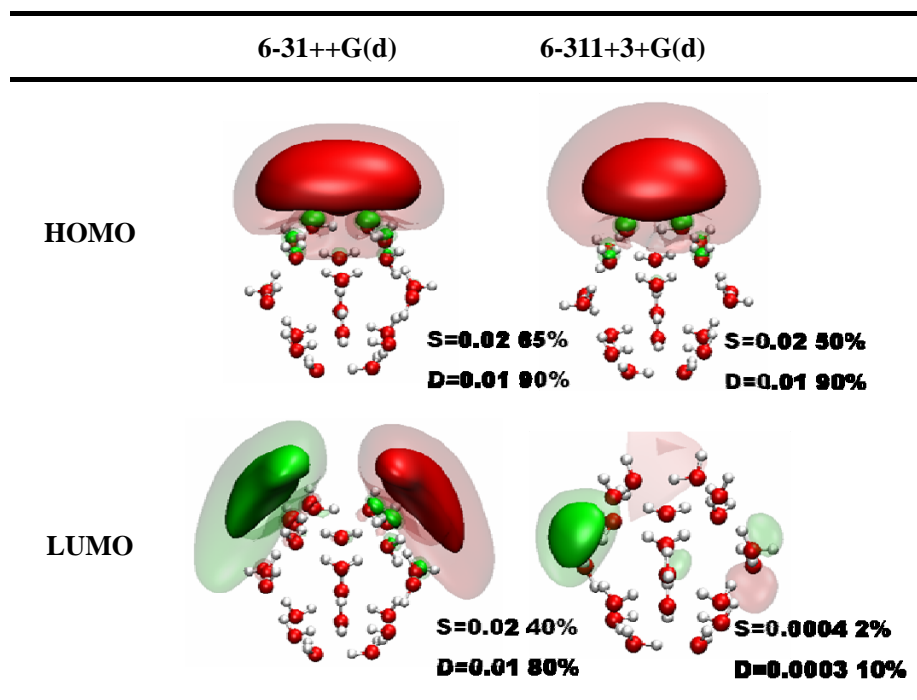 6-31++G(d) 6-311+3+G(d)
HOMO
S=0.02 65% S=0.02 50%
D=0.01 90% D=0.01 90%
LUMO
S=0.02 40% S=0.0004 2%
D=0.01 80% D=0.0003 10%